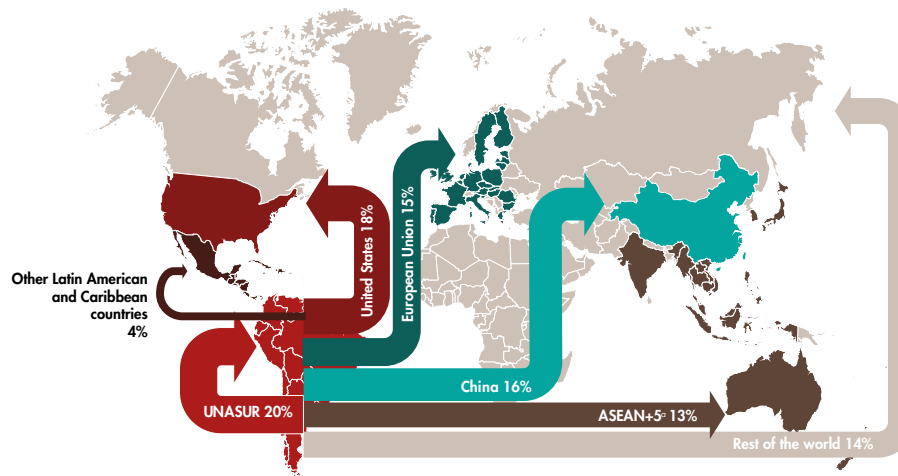 United States 18%
European Union 15%
Other Latin American
and Caribbean
countries
4%
China 16%
UNASUR 20%
ASEAN+5ᵃ 13%
Rest of the world 14%